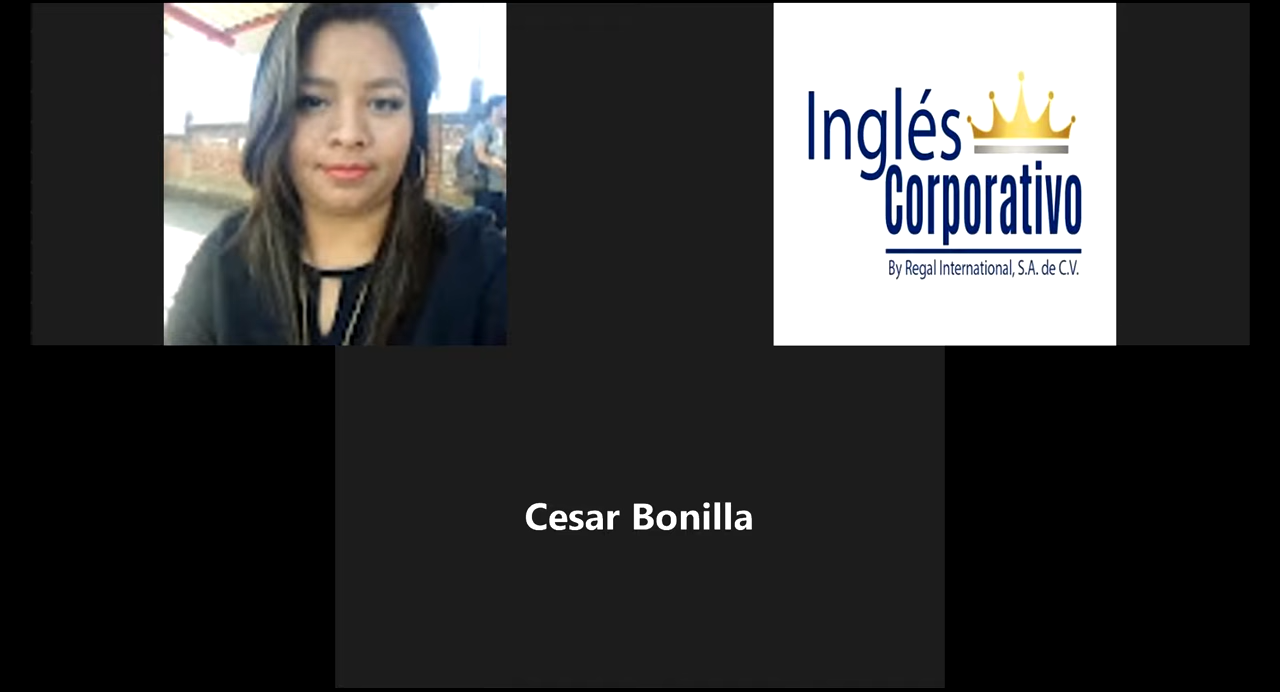 Inglés
Corporativo
By Regal International, S.A. de C.V.
Cesar Bonilla